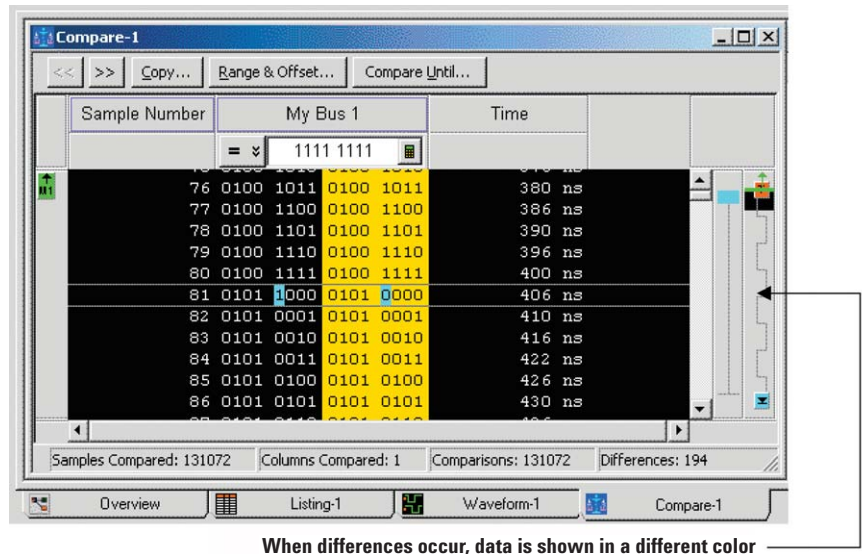 Compare-1
<< >> Copy... Range & Offset... Compare Until...
Sample Number My Bus 1 Time
= 1111 1111
M1
76 0100 1011 0100 1011 380 ns
77 0100 1100 0100 1100 386 ns
78 0100 1101 0100 1101 390 ns
79 0100 1110 0100 1110 396 ns
80 0100 1111 0100 1111 400 ns
81 0101 1000 0101 0000 406 ns
82 0101 0001 0101 0001 410 ns
83 0101 0010 0101 0010 416 ns
84 0101 0011 0101 0011 422 ns
85 0101 0100 0101 0100 426 ns
86 0101 0101 0101 0101 430 ns
Samples Compared: 131072 Columns Compared: 1 Comparisons: 131072 Differences: 194
Overview Listing-1 Waveform-1 Compare-1
When differences occur, data is shown in a different color